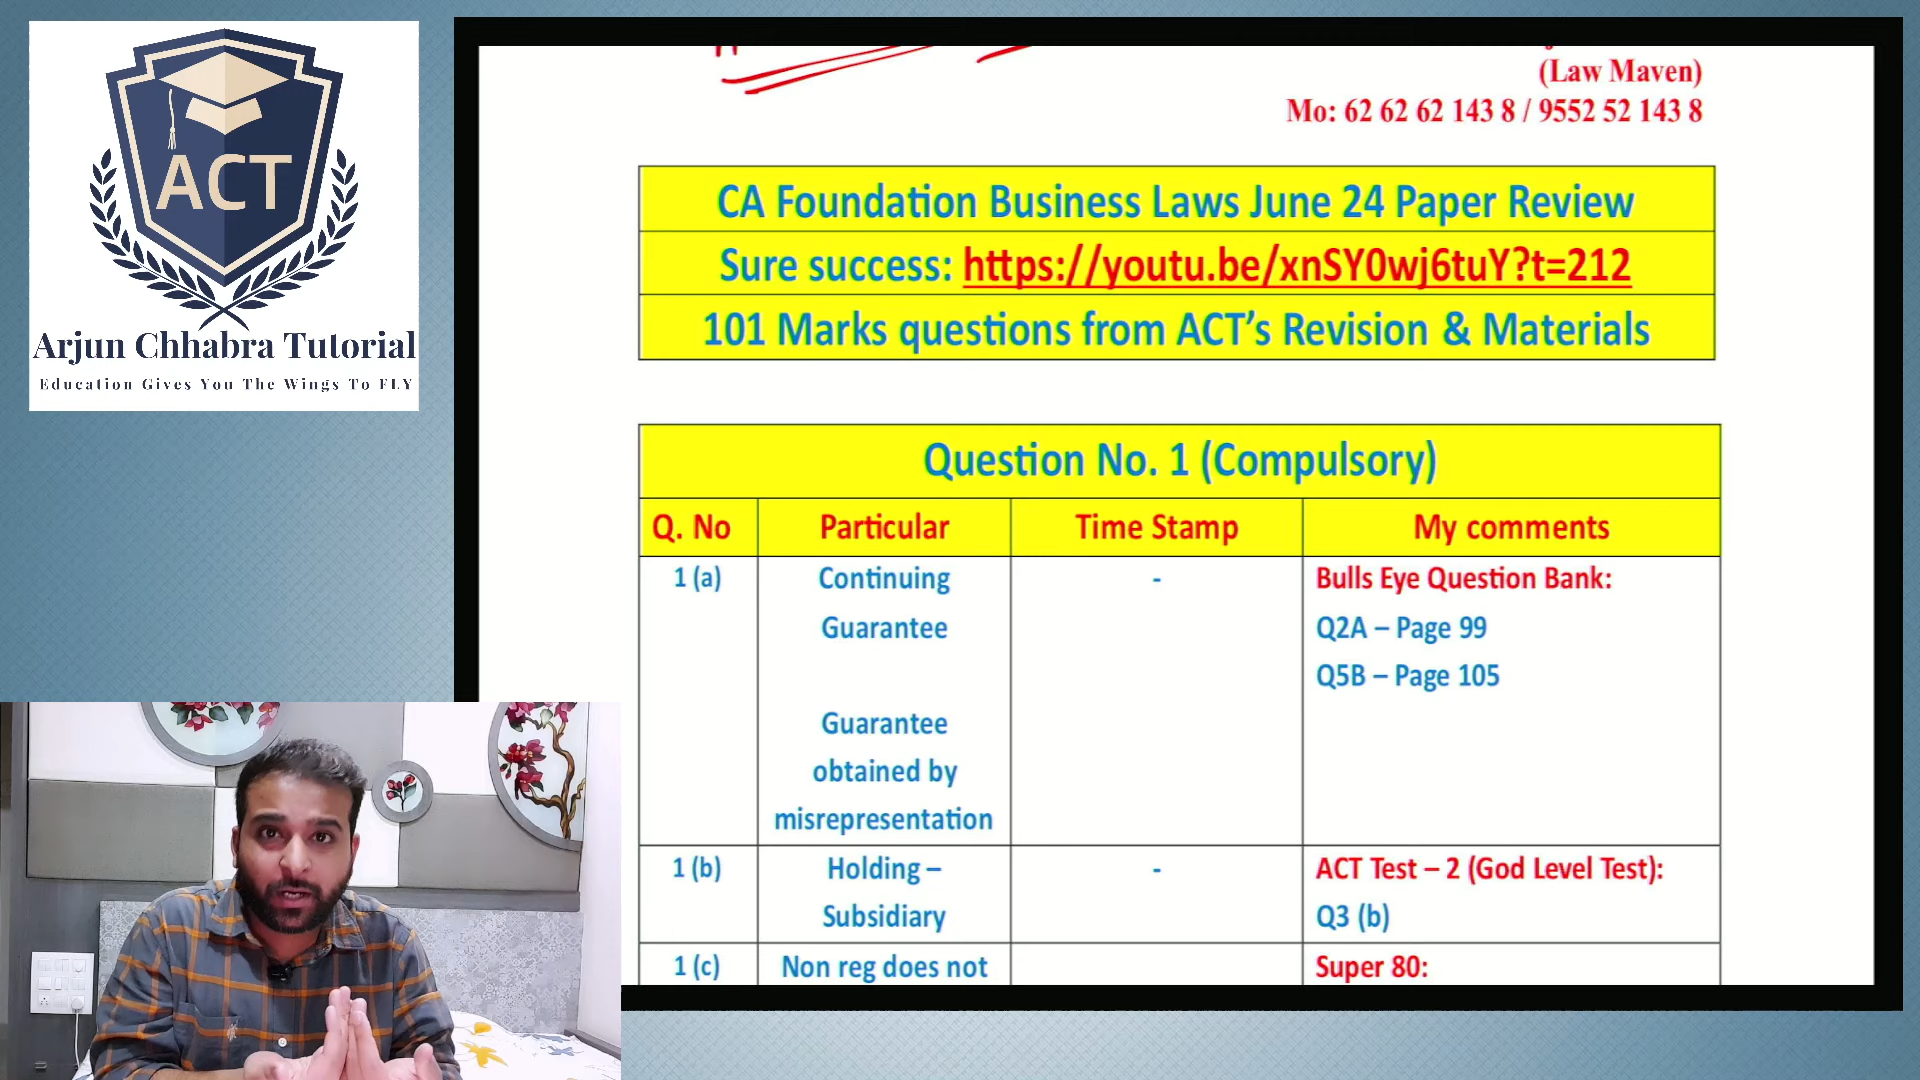 ACT
Arjun Chhabra Tutorial
Education Gives You The Wings To FLY
(Law Maven)
Mo: 62 62 62 143 8 / 9552 52 143 8
CA Foundation Business Laws June 24 Paper Review
Sure success: https://youtu.be/xnSY0wj6tuY?t=212
101 Marks questions from ACT’s Revision & Materials
Question No. 1 (Compulsory)
Q. No Particular Time Stamp My comments
1 (a) Continuing - Bulls Eye Question Bank:
Guarantee Q2A – Page 99
Q5B – Page 105
Guarantee
obtained by
misrepresentation
1 (b) Holding – - ACT Test – 2 (God Level Test):
Subsidiary Q3 (b)
1 (c) Non reg does not Super 80: